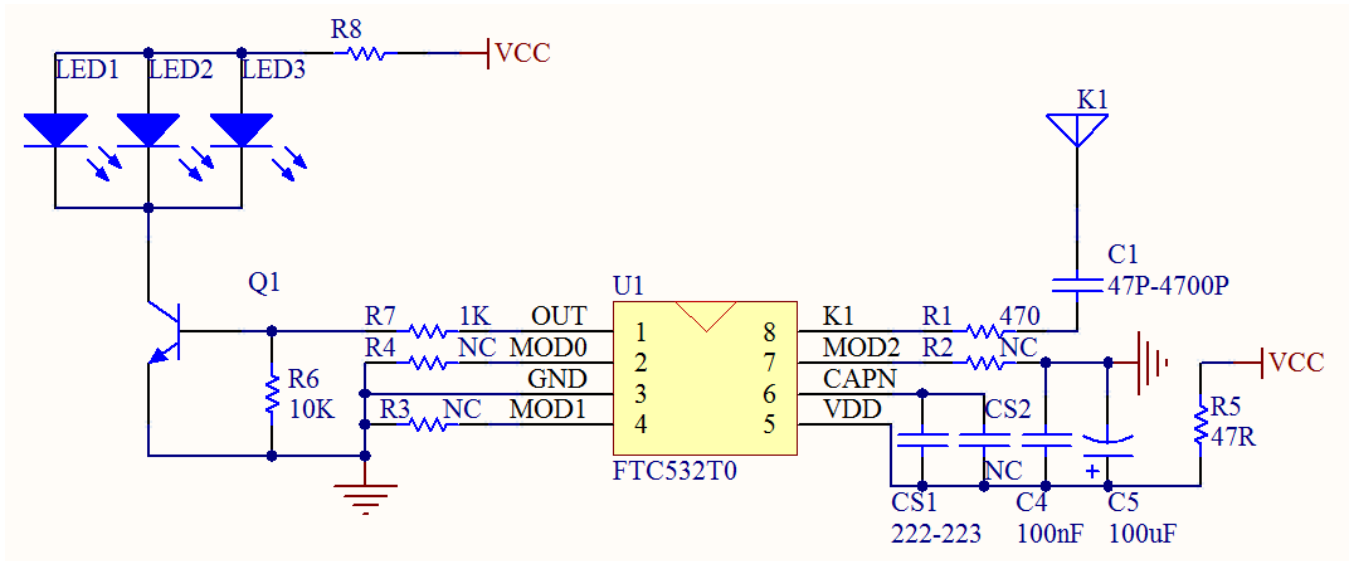 R8
VCC
LED1 LED2 LED3
K1
C1
47P-4700P
Q1
U1
R7 1K OUT 1 8 K1 R1 470
R4 NC MOD0 2 7 MOD2 R2 NC
GND 3 6 CAPN
R3 NC MOD1 4 5 VDD
R6
10K
VCC
R5
47R
CS2
NC
+
FTC532T0
CS1
222-223
C4
100nF
C5
100uF